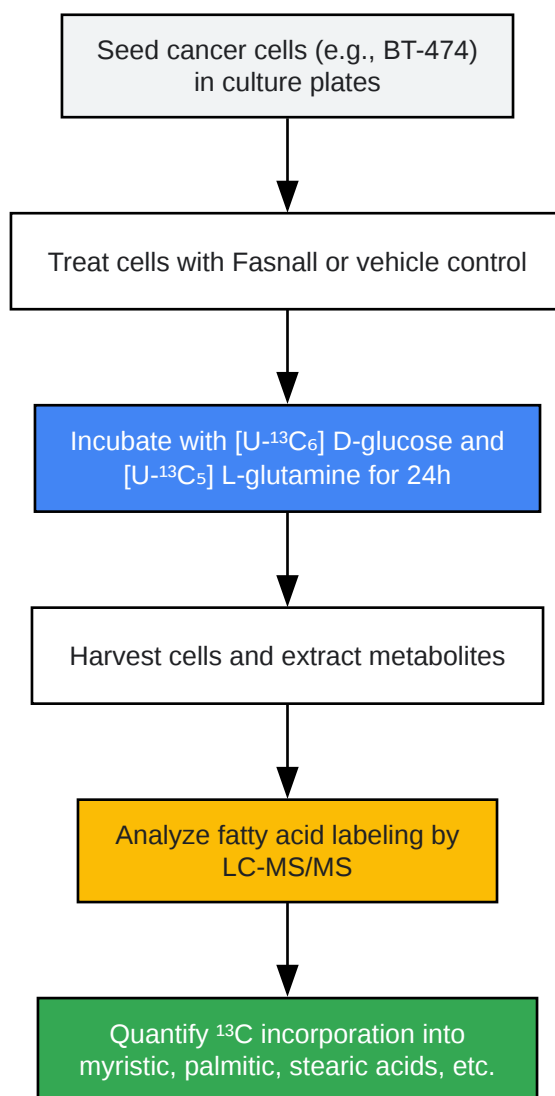 Seed cancer cells (e.g., BT-474)
in culture plates
Treat cells with Fasnall or vehicle control
Incubate with [U-¹³C₆] D-glucose and
[U-¹³C₅] L-glutamine for 24h
Harvest cells and extract metabolites
Analyze fatty acid labeling by
LC-MS/MS
Quantify ¹³C incorporation into
myristic, palmitic, stearic acids, etc.